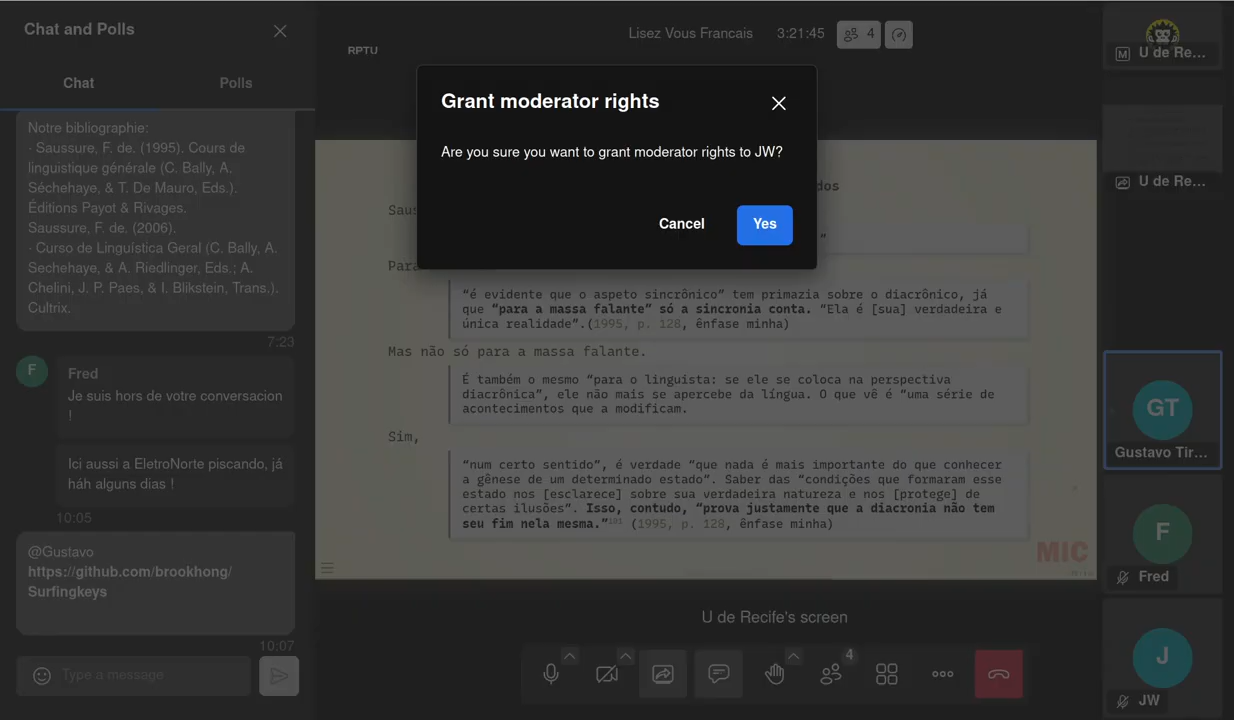 Chat and Polls
Chat
Polls
Notre bibliographie:
- Saussure, F. de. (1995). Cours de
linguistique générale (C. Bally, A.
Séchehaye, & T. De Mauro, Eds.).
Éditions Payot & Rivages.
Saussure, F. de. (2006).
- Curso de Linguística Geral (C. Bally, A.
Sechehaye, & A. Riedlinger, Eds.; A.
Chelini, J. P. Paes, & I. Blikstein, Trans.).
Cultrix.
7:23
F
Fred
Je suis hors de votre conversacion
!
Ici aussi a EletroNorte piscando, já
háh alguns dias !
10:05
@Gustavo
https://github.com/brookhong/
Surfingkeys
10:07
Type a message
RPTU
Lisez Vous Francais
3:21:45
4
Grant moderator rights
Are you sure you want to grant moderator rights to JW?
Cancel
Yes
dos
Saus
”
Para
“é evidente que o aspeto sincrônico” tem primazia sobre o diacrônico, já
que “para a massa falante” só a sincronia conta. “Ela é [sua] verdadeira e
única realidade”.(1995, p. 128, ênfase minha)
Mas não só para a massa falante.
É também o mesmo “para o linguista: se ele se coloca na perspectiva
diacrônica”, ele não mais se apercebe da língua. O que vê é “uma série de
acontecimentos que a modificam.
Sim,
“num certo sentido”, é verdade “que nada é mais importante do que conhecer
a gênese de um determinado estado”. Saber das “condições que formaram esse
estado nos [esclarece] sobre sua verdadeira natureza e nos [protege] de
certas ilusões”. Isso, contudo, “prova justamente que a diacronia não tem
seu fim nela mesma.”¹⁰¹ (1995, p. 128, ênfase minha)
MIC
U de Recife's screen
4
M
U de Re...
U de Re...
GT
Gustavo Tir...
F
Fred
J
JW